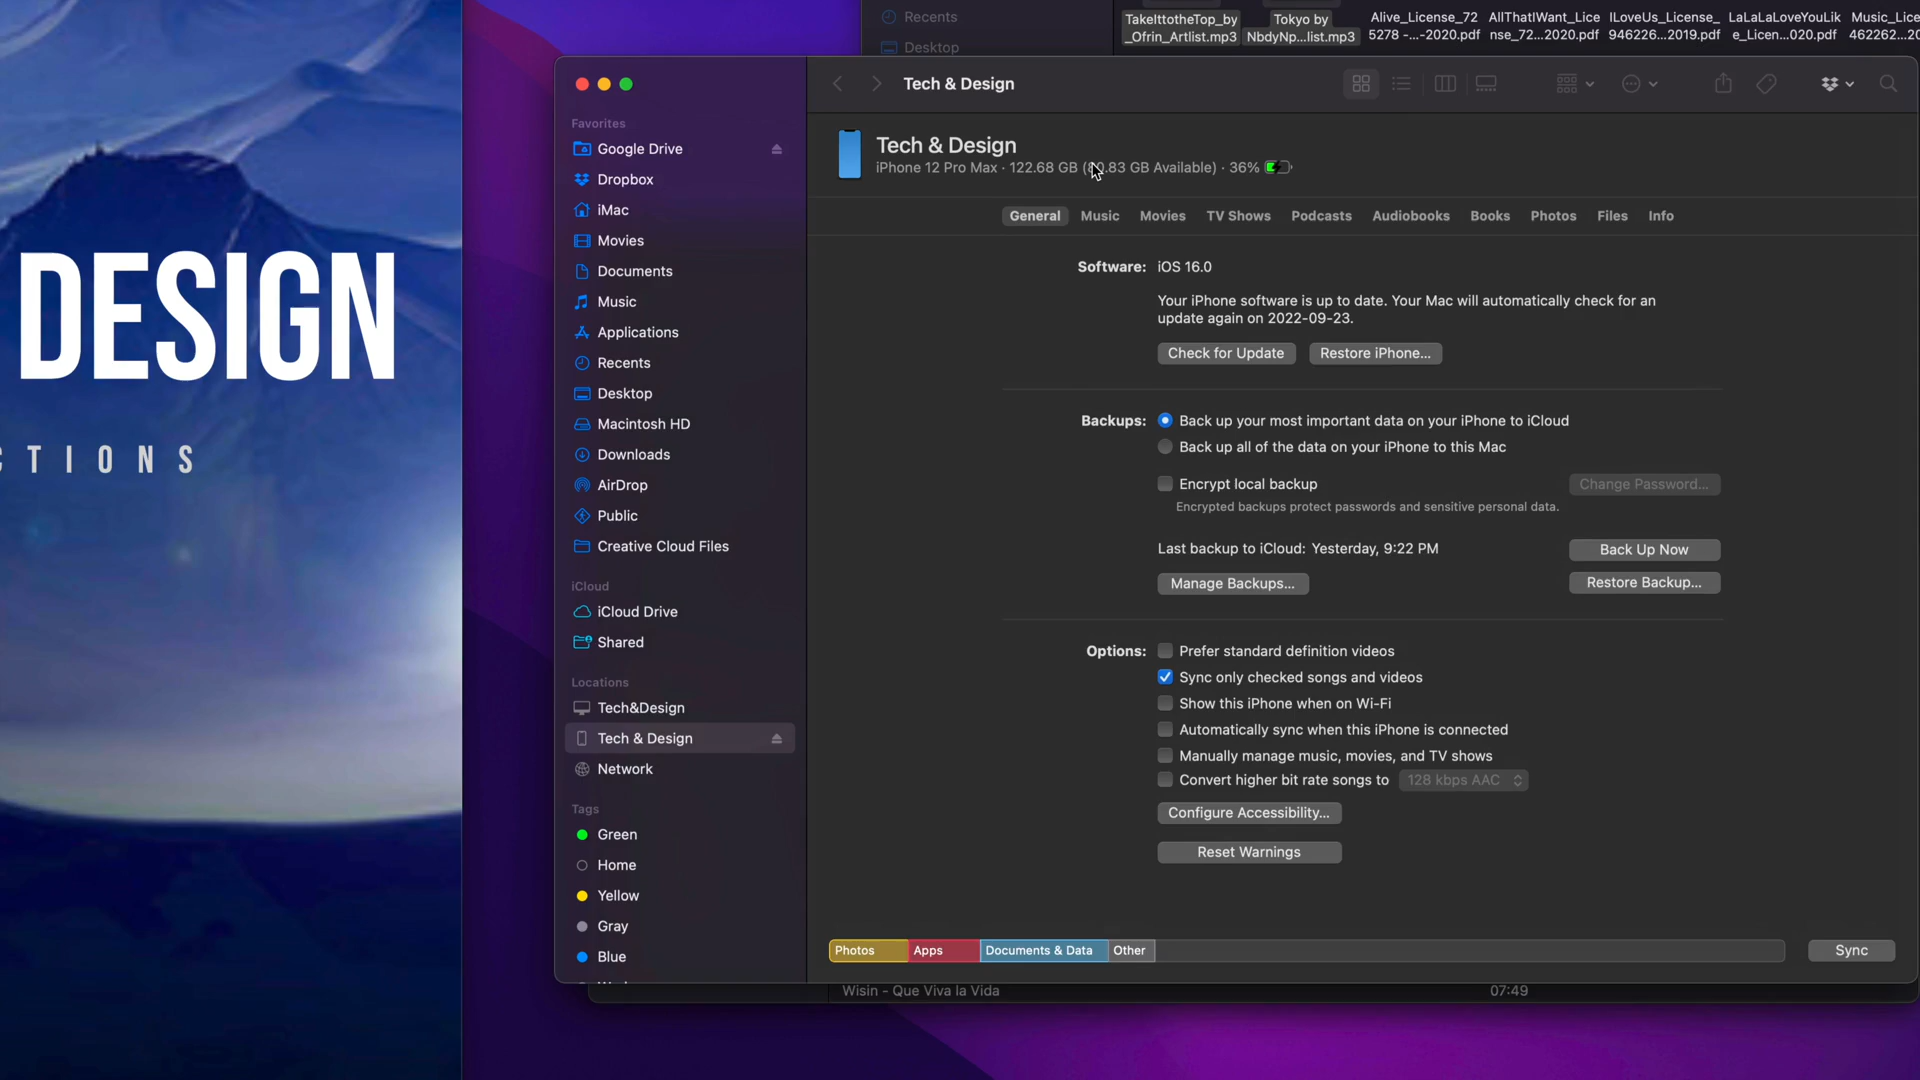 DESIGN
CTIONS
Recents
Desktop
TakeIttotheTop_by
_Ofrin_Artlist.mp3
Tokyo by
NbdyNp...list.mp3
Alive_License_72
5278 -...-2020.pdf
AllThatIWant_Lice
nse_72...2020.pdf
ILoveUs_License_
946226...2019.pdf
LaLaLaLoveYouLik
e_Licen...020.pdf
Music_Lice
462262...20
Favorites
Google Drive
Dropbox
iMac
Movies
Documents
Music
Applications
Recents
Desktop
Macintosh HD
Downloads
AirDrop
Public
Creative Cloud Files
iCloud
iCloud Drive
Shared
Locations
Tech&Design
Tech & Design
Network
Tags
Green
Home
Yellow
Gray
Blue
Tech & Design
Tech & Design
iPhone 12 Pro Max · 122.68 GB (80.83 GB Available) · 36%
General Music Movies TV Shows Podcasts Audiobooks Books Photos Files Info
Software: iOS 16.0
Your iPhone software is up to date. Your Mac will automatically check for an
update again on 2022-09-23.
Check for Update Restore iPhone...
Backups: Back up your most important data on your iPhone to iCloud
Back up all of the data on your iPhone to this Mac
Encrypt local backup Change Password...
Encrypted backups protect passwords and sensitive personal data.
Last backup to iCloud: Yesterday, 9:22 PM Back Up Now
Manage Backups... Restore Backup...
Options: Prefer standard definition videos
Sync only checked songs and videos
Show this iPhone when on Wi-Fi
Automatically sync when this iPhone is connected
Manually manage music, movies, and TV shows
Convert higher bit rate songs to 128 kbps AAC
Configure Accessibility...
Reset Warnings
Photos Apps Documents & Data Other Sync
Wisin - Que Viva la Vida 07:49